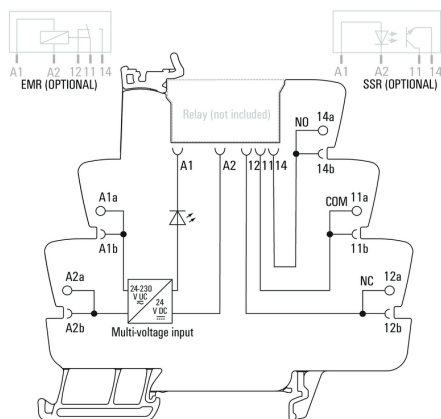 A1 A2 12 11 14
EMR (OPTIONAL)
A1 A2 11 14
SSR (OPTIONAL)
Relay (not included)
NO 14a
14b
A1 A2 12 11 14
A1a
A1b
COM 11a
11b
A2a
A2b
24-230
V UC
24
V DC
Multi-voltage input
NC 12a
12b